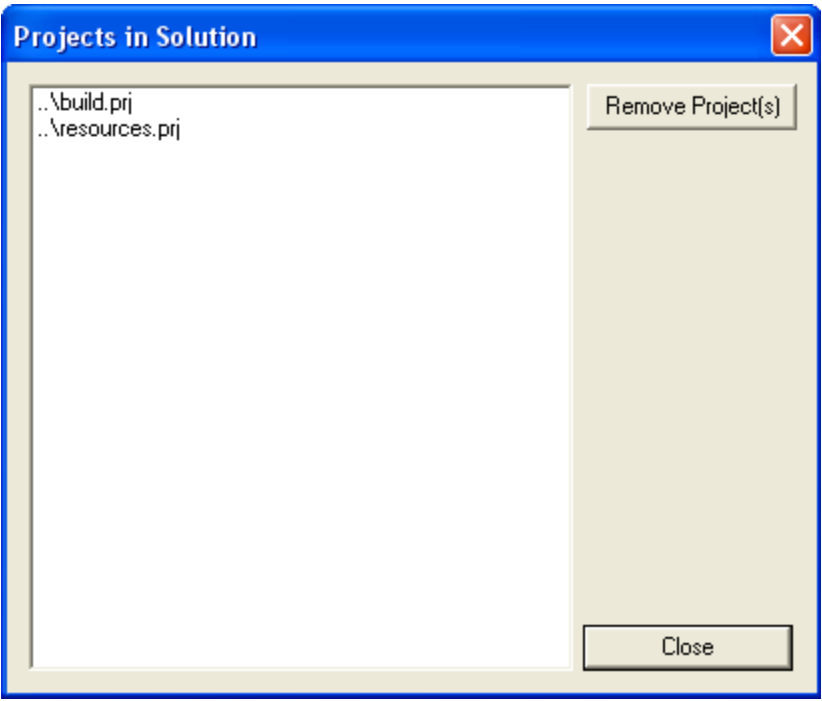 Projects in Solution
..\build.prj
..\resources.prj
Remove Project(s)
Close